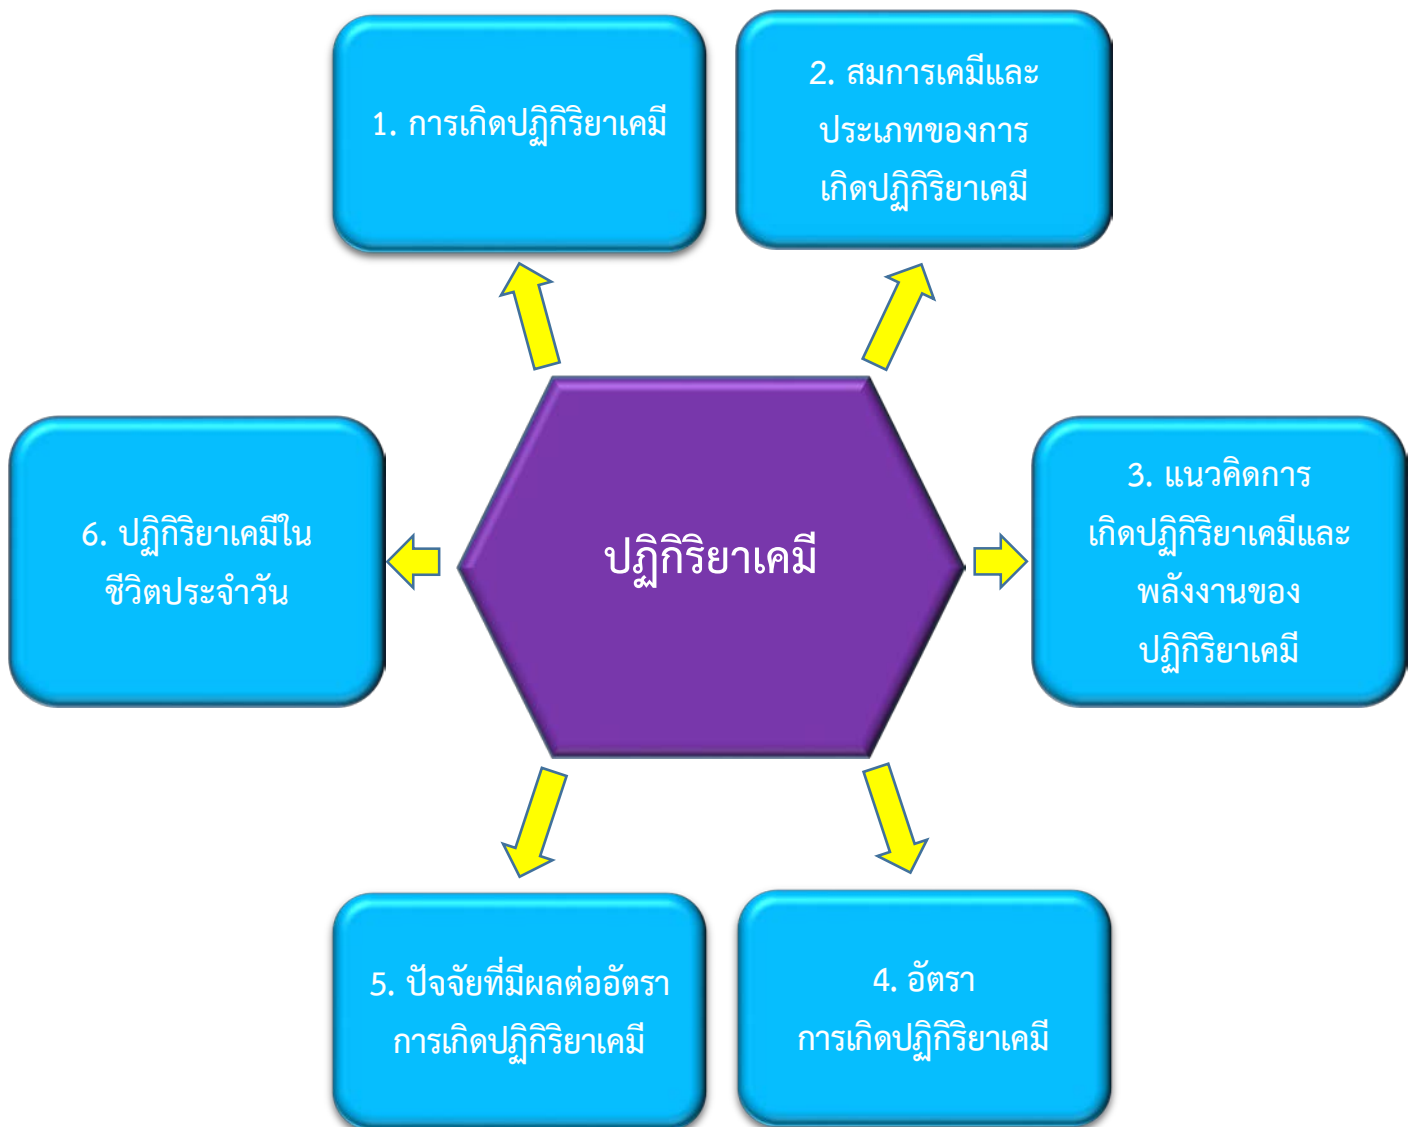 1. การเกิดปฏิกิริยาเคมี
2. สมการเคมีและ
ประเภทของการ
เกิดปฏิกิริยเคมี
6. ปฏิกิริยาเคมีใน
ชีวิตประจำวัน
ปฏิกิริยาเคมี
3. แนวคิดการ
เกิดปฏิกิริยาเคมีและ
พลังงานของ
ปฏิกิริยาเคมี
5. ปัจจัยที่มีผลต่ออัตรา
การเกิดปฏิกิริยาเคมี
4. อัตรา
การเกิดปฏิกิริยาเคมี